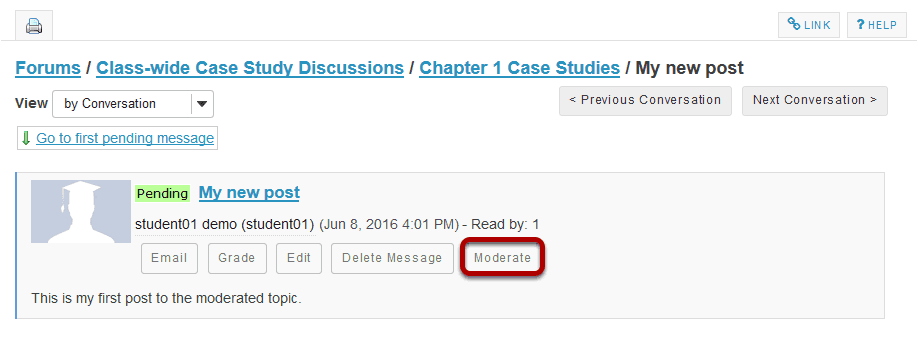 LINK ? HELP
Forums / Class-wide Case Study Discussions / Chapter 1 Case Studies / My new post
View by Conversation < Previous Conversation Next Conversation >
Go to first pending message
Pending My new post
student01 demo (student01) (Jun 8, 2016 4:01 PM) - Read by: 1
Email Grade Edit Delete Message Moderate
This is my first post to the moderated topic.